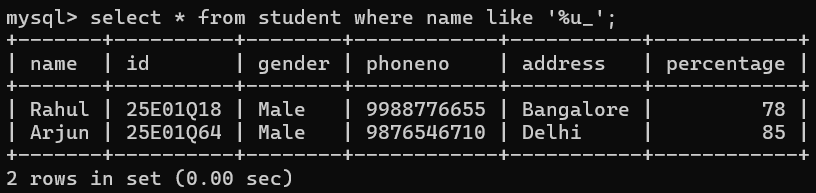 mysql> select * from student where name like '%u_';
+-------+----------+--------+------------+-----------+------------+
| name  | id       | gender | phoneno    | address   | percentage |
+-------+----------+--------+------------+-----------+------------+
| Rahul | 25E01Q18 | Male   | 9988776655 | Bangalore |         78 |
| Arjun | 25E01Q64 | Male   | 9876546710 | Delhi     |         85 |
+-------+----------+--------+------------+-----------+------------+
2 rows in set (0.00 sec)